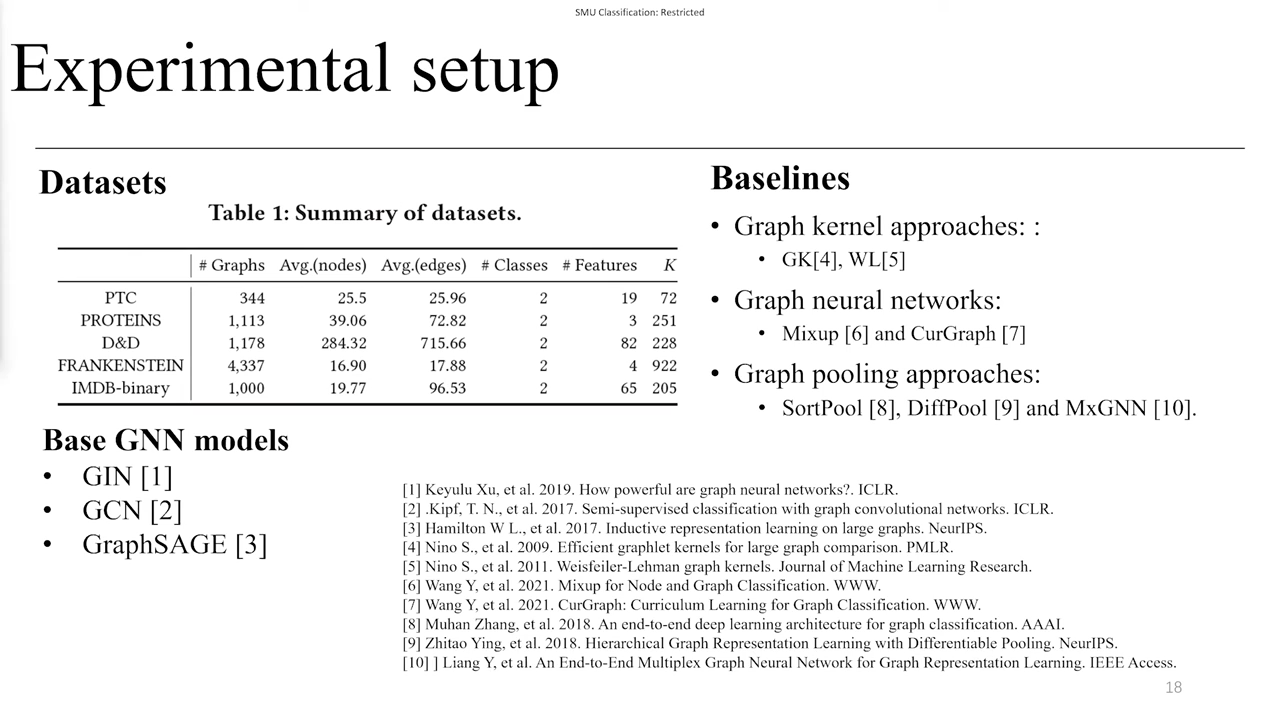 SMU Classification: Restricted
Experimental setup
Datasets
Table 1: Summary of datasets.
# Graphs Avg.(nodes) Avg.(edges) # Classes # Features K
PTC 344 25.5 25.96 2 19 72
PROTEINS 1,113 39.06 72.82 2 3 251
D&D 1,178 284.32 715.66 2 82 228
FRANKENSTEIN 4,337 16.90 17.88 2 4 922
IMDB-binary 1,000 19.77 96.53 2 65 205
Base GNN models
• GIN [1]
• GCN [2]
• GraphSAGE [3]
Baselines
• Graph kernel approaches: :
• GK[4], WL[5]
• Graph neural networks:
• Mixup [6] and CurGraph [7]
• Graph pooling approaches:
• SortPool [8], DiffPool [9] and MxGNN [10].
[1] Keyulu Xu, et al. 2019. How powerful are graph neural networks?. ICLR.
[2] .Kipf, T. N., et al. 2017. Semi-supervised classification with graph convolutional networks. ICLR.
[3] Hamilton W L., et al. 2017. Inductive representation learning on large graphs. NeurIPS.
[4] Nino S., et al. 2009. Efficient graphlet kernels for large graph comparison. PMLR.
[5] Nino S., et al. 2011. Weisfeiler-Lehman graph kernels. Journal of Machine Learning Research.
[6] Wang Y, et al. 2021. Mixup for Node and Graph Classification. WWW.
[7] Wang Y, et al. 2021. CurGraph: Curriculum Learning for Graph Classification. WWW.
[8] Muhan Zhang, et al. 2018. An end-to-end deep learning architecture for graph classification. AAAI.
[9] Zhitao Ying, et al. 2018. Hierarchical Graph Representation Learning with Differentiable Pooling. NeurIPS.
[10] ] Liang Y, et al. An End-to-End Multiplex Graph Neural Network for Graph Representation Learning. IEEE Access.
18